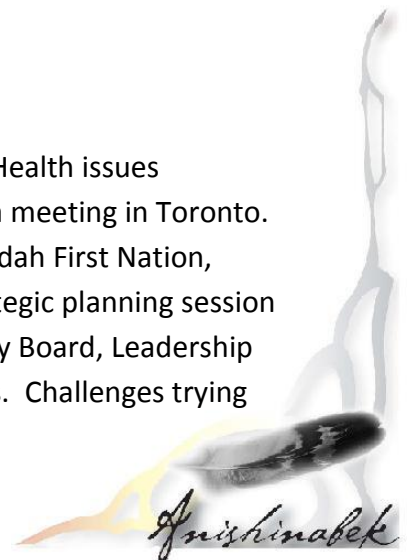 Health issues
meeting in Toronto.
dah First Nation,
tegic planning session
y Board, Leadership
. Challenges trying
Anishinabek